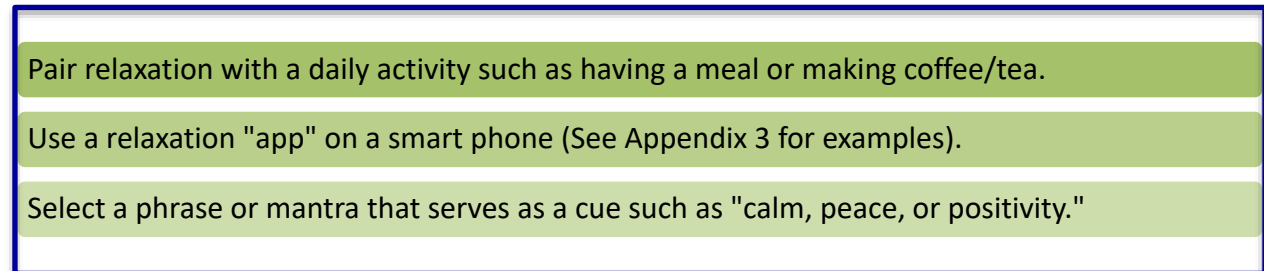 Pair relaxation with a daily activity such as having a meal or making coffee/tea.
Use a relaxation "app" on a smart phone (See Appendix 3 for examples).
Select a phrase or mantra that serves as a cue such as "calm, peace, or positivity."